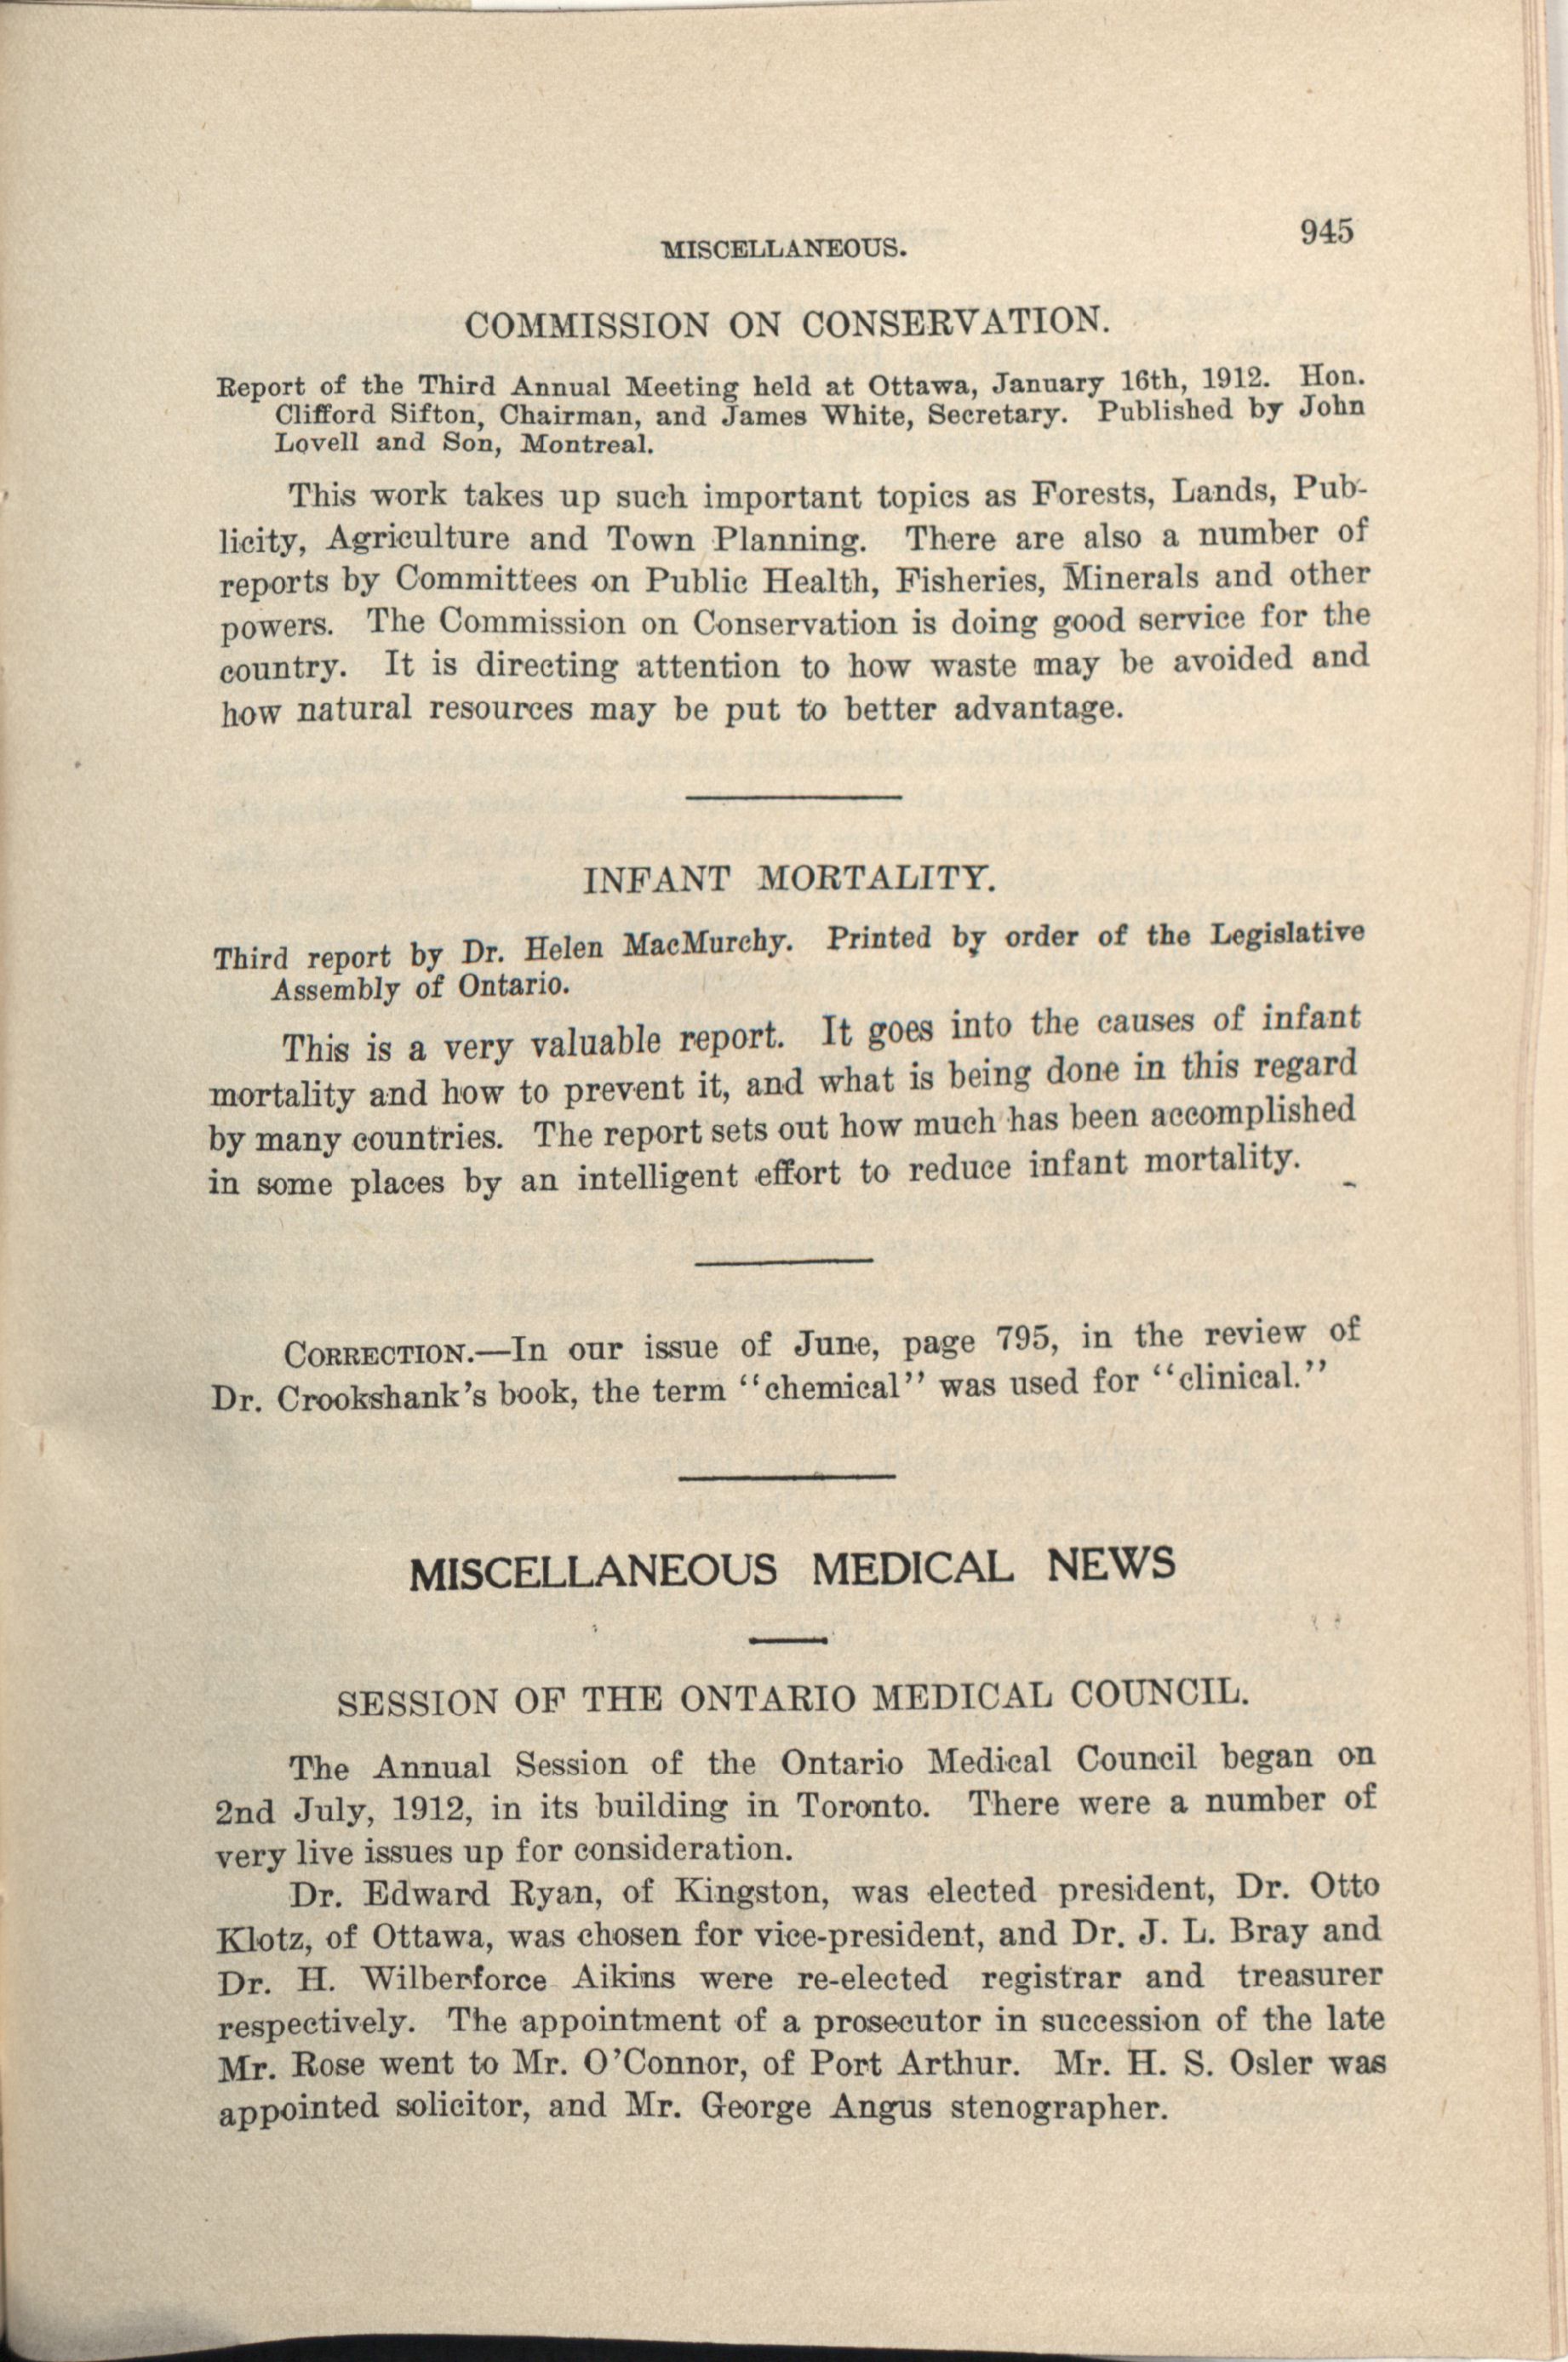 MISCELLANEOUS.
945
COMMISSION ON CONSERVATION.
Report of the Third Annual Meeting held at Ottawa, January 16th, 1912. Hon.
Clifford Sifton, Chairman, and James White, Secretary. Published by John
Lovell and Son, Montreal.
This work takes up such important topics as Forests, Lands, Pub-
licity, Agriculture and Town Planning. There are also a number of
reports by Committees on Public Health, Fisheries, Minerals and other
powers. The Commission on Conservation is doing good service for the
country. It is directing attention to how waste may be avoided and
how natural resources may be put to better advantage.
INFANT MORTALITY.
Third report by Dr. Helen MacMurchy. Printed by order of the Legislative
Assembly of Ontario.
This is a very valuable report. It goes into the causes of infant
mortality and how to prevent it, and what is being done in this regard
by many countries. The report sets out how much has been accomplished
in some places by an intelligent effort to reduce infant mortality.
CORRECTION.—In our issue of June, page 795, in the review of
Dr. Crookshank's book, the term "chemical" was used for "clinical."
MISCELLANEOUS MEDICAL NEWS
SESSION OF THE ONTARIO MEDICAL COUNCIL.
The Annual Session of the Ontario Medical Council began on
2nd July, 1912, in its building in Toronto. There were a number of
very live issues up for consideration.
Dr. Edward Ryan, of Kingston, was elected president, Dr. Otto
Klotz, of Ottawa, was chosen for vice-president, and Dr. J. L. Bray and
Dr. H. Wilberforce Aikins were re-elected registrar and treasurer
respectively. The appointment of a prosecutor in succession of the late
Mr. Rose went to Mr. O'Connor, of Port Arthur. Mr. H. S. Osler was
appointed solicitor, and Mr. George Angus stenographer.